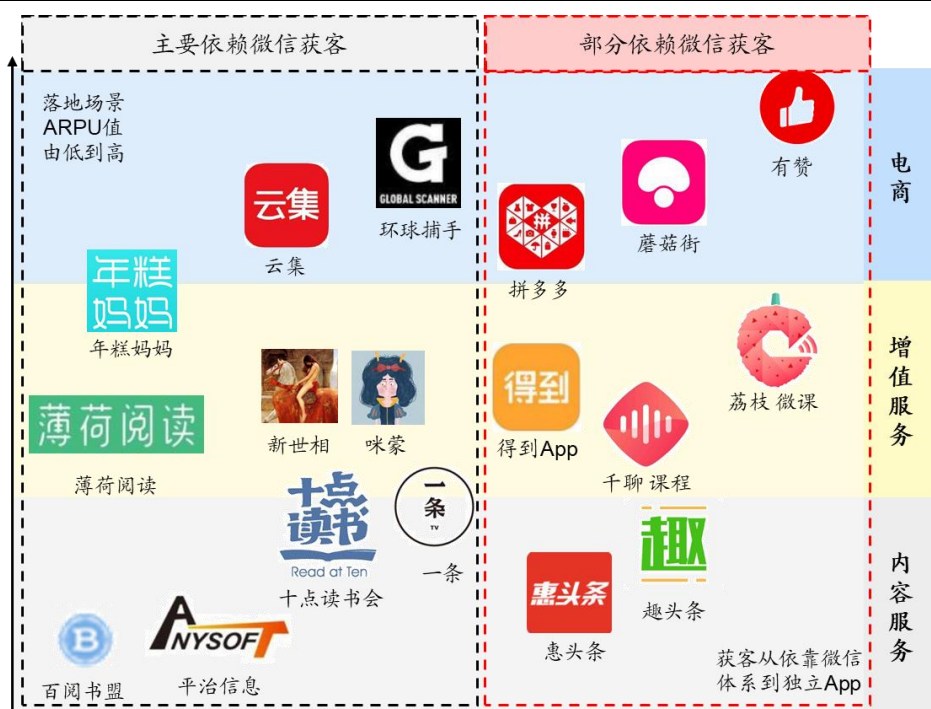 主要依赖微信获客
部分依赖微信获客
落地场景
ARPU值
由低到高
G
GLOBAL SCANNER
环球捕手
云集
云集
有赞
蘑菇街
拼
拼多多
电商
年糕
妈妈
年糕妈妈
新世相
咪蒙
薄荷阅读
薄荷阅读
得到
得到App
千聊 课程
荔枝 微课
增值服务
十点
读书
Read at Ten
十点读书会
一条
TV
一条
B
百阅书盟
ANYSOFT
平治信息
惠头条
惠头条
趣
趣头条
获客从依靠微信
体系到独立App
内容服务